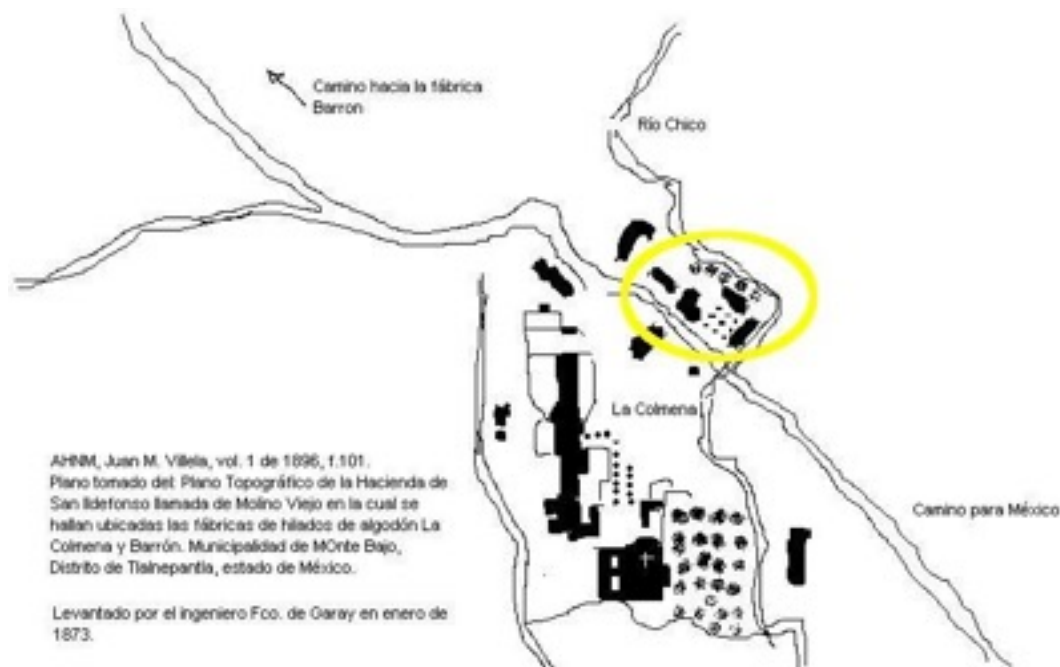 Camino hacia la fábrica
Barron
Río Chico
La Colmena
AHNM, Juan M. Villela, vol. 1 de 1896, f.101.
Plano tomado del: Plano Topográfico de la Hacienda de
San Ildefonso llamada de Molino Viejo en la cual se
hallan ubicadas las fábricas de hilados de algodón La
Colmena y Barrón. Municipalidad de MOnte Bajo,
Distrito de Tlalnepantla, estado de México.
Camino para México
Levantado por el ingeniero Fco. de Garay en enero de
1873.